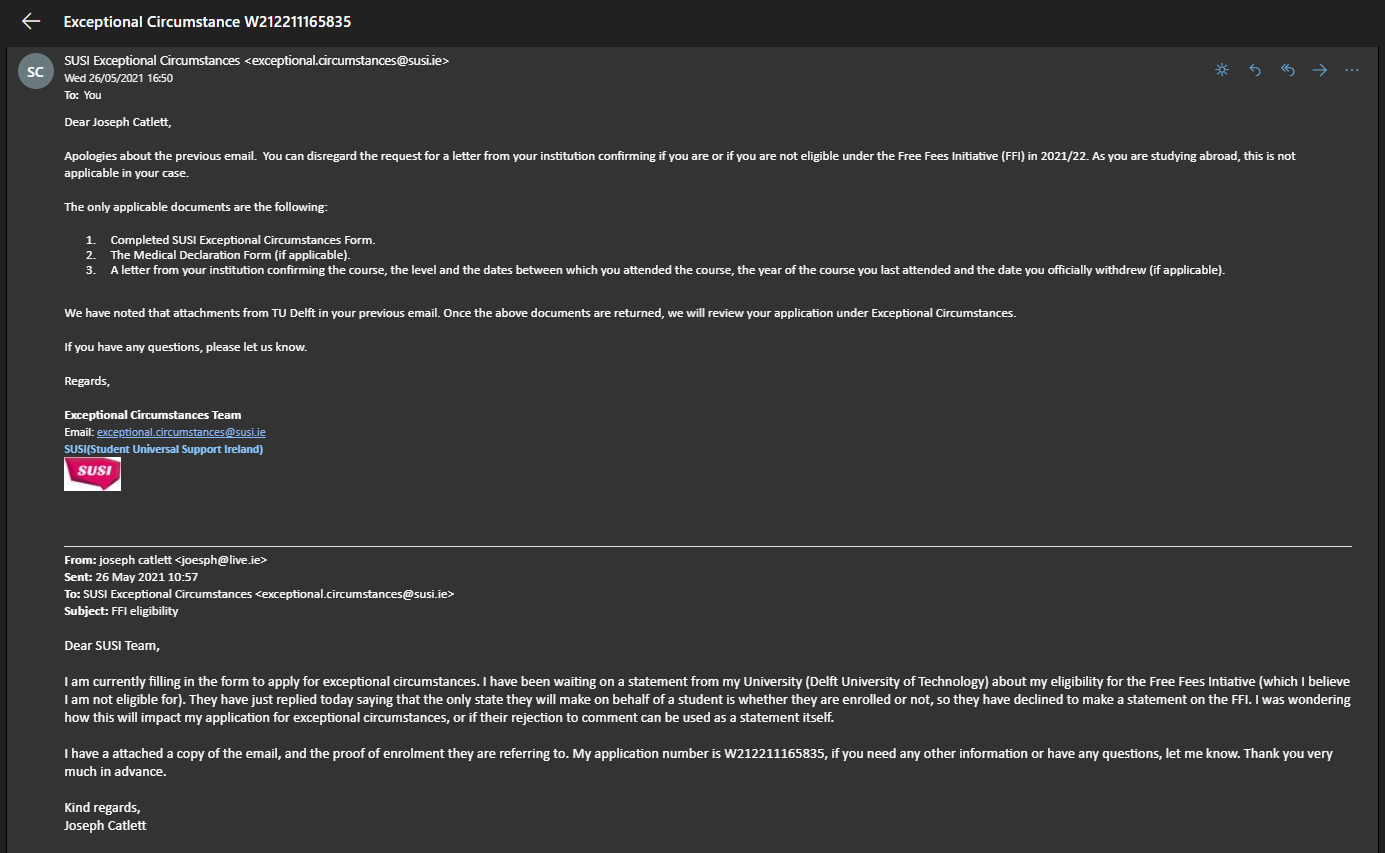 Exceptional Circumstance W212211165835
SC
SUSI Exceptional Circumstances <exceptional.circumstances@susi.ie>
Wed 26/05/2021 16:50
To: You
Dear Joseph Catlett,
Apologies about the previous email. You can disregard the request for a letter from your institution confirming if you are or if you are not eligible under the Free Fees Initiative (FFI) in 2021/22. As you are studying abroad, this is not
applicable in your case.
The only applicable documents are the following:
1. Completed SUSI Exceptional Circumstances Form.
2. The Medical Declaration Form (if applicable).
3. A letter from your institution confirming the course, the level and the dates between which you attended the course, the year of the course you last attended and the date you officially withdrew (if applicable).
We have noted that attachments from TU Delft in your previous email. Once the above documents are returned, we will review your application under Exceptional Circumstances.
If you have any questions, please let us know.
Regards,
Exceptional Circumstances Team
Email: exceptional.circumstances@susi.ie
SUSI(Student Universal Support Ireland)
SUSI
From: joseph catlett <joesph@live.ie>
Sent: 26 May 2021 10:57
To: SUSI Exceptional Circumstances <exceptional.circumstances@susi.ie>
Subject: FFI eligibility
Dear SUSI Team,
I am currently filling in the form to apply for exceptional circumstances. I have been waiting on a statement from my University (Delft University of Technology) about my eligibility for the Free Fees Intiative (which I believe
I am not eligible for). They have just replied today saying that the only state they will make on behalf of a student is whether they are enrolled or not, so they have declined to make a statement on the FFI. I was wondering
how this will impact my application for exceptional circumstances, or if their rejection to comment can be used as a statement itself.
I have a attached a copy of the email, and the proof of enrolment they are referring to. My application number is W212211165835, if you need any other information or have any questions, let me know. Thank you very
much in advance.
Kind regards,
Joseph Catlett